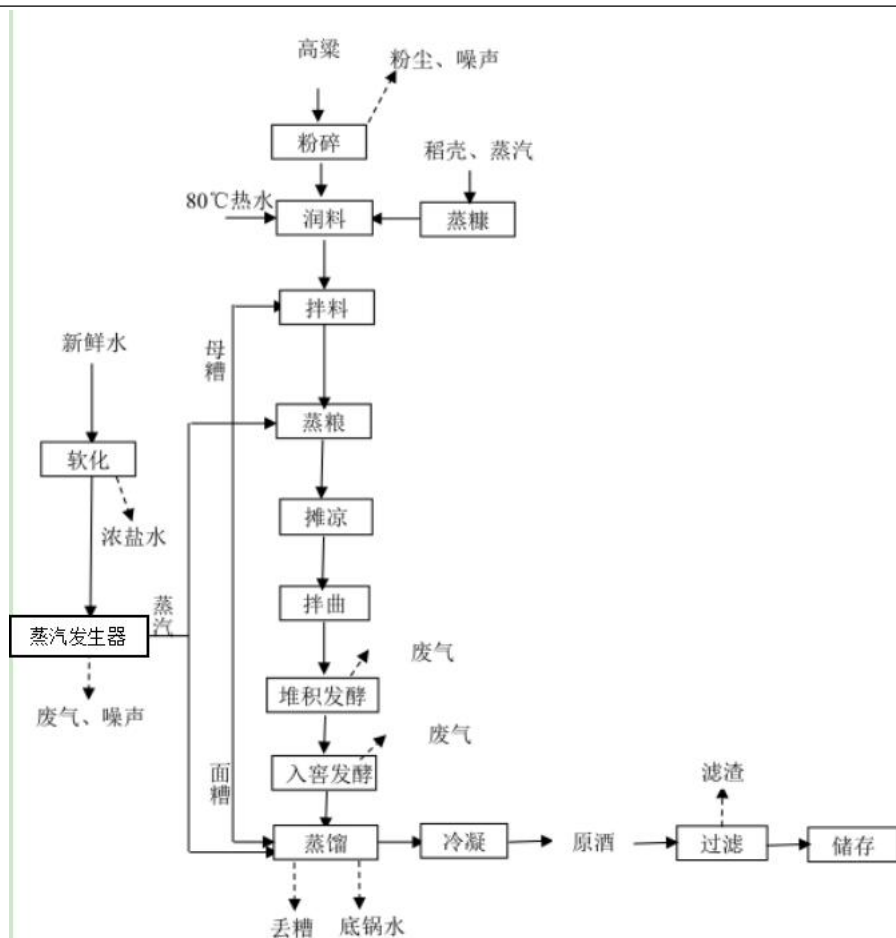 高粱
粉尘、噪声
粉碎
稻壳、蒸汽
80℃热水
润料
蒸糠
拌料
母糟
新鲜水
蒸粮
软化
摊凉
浓盐水
拌曲
蒸汽
蒸汽发生器
废气
堆积发酵
废气、噪声
废气
入窖发酵
面糟
滤渣
蒸馏
冷凝
原酒
过滤
储存
丢糟
底锅水